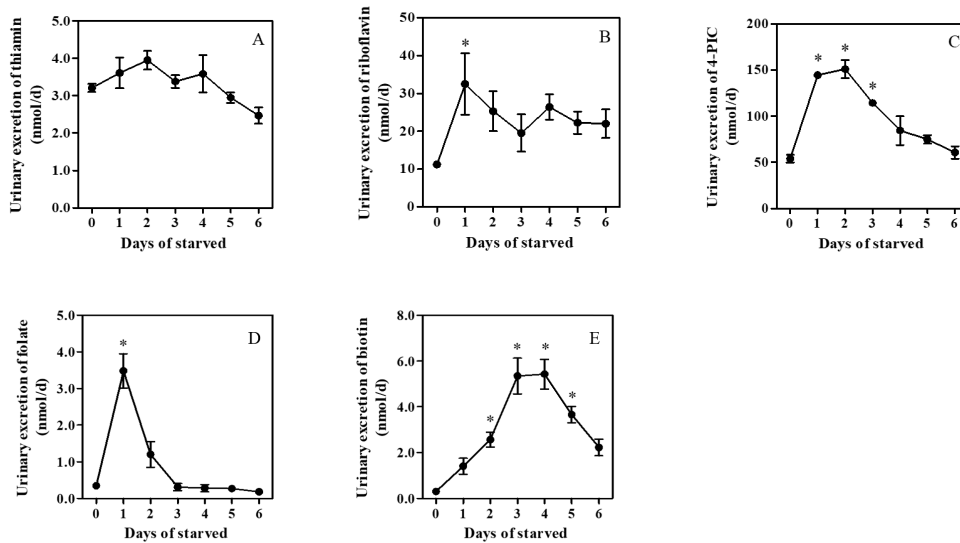 A
Urinary excretion of thiamin
(nmol/d)
5.0
4.0
3.0
2.0
1.0
0.0
0 1 2 3 4 5 6
Days of starved
B
Urinary excretion of riboflavin
(nmol/d)
50
40
30
20
10
0
*
0 1 2 3 4 5 6
Days of starved
C
Urinary excretion of 4-PIC
(nmol/d)
200
150
100
50
0
* * *
0 1 2 3 4 5 6
Days of starved
D
Urinary excretion of folate
(nmol/d)
5.0
4.0
3.0
2.0
1.0
0.0
*
0 1 2 3 4 5 6
Days of starved
E
Urinary excretion of biotin
(nmol/d)
8.0
6.0
4.0
2.0
0.0
* * * *
0 1 2 3 4 5 6
Days of starved